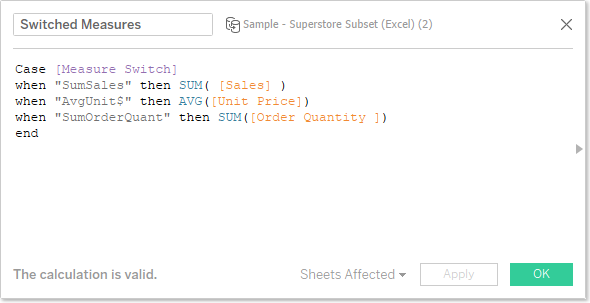 Switched Measures
Sample - Superstore Subset (Excel) (2)
Case [Measure Switch]
when "SumSales" then SUM( [Sales] )
when "AvgUnit$" then AVG([Unit Price])
when "SumOrderQuant" then SUM([Order Quantity ])
end
The calculation is valid.
Sheets Affected
Apply
OK